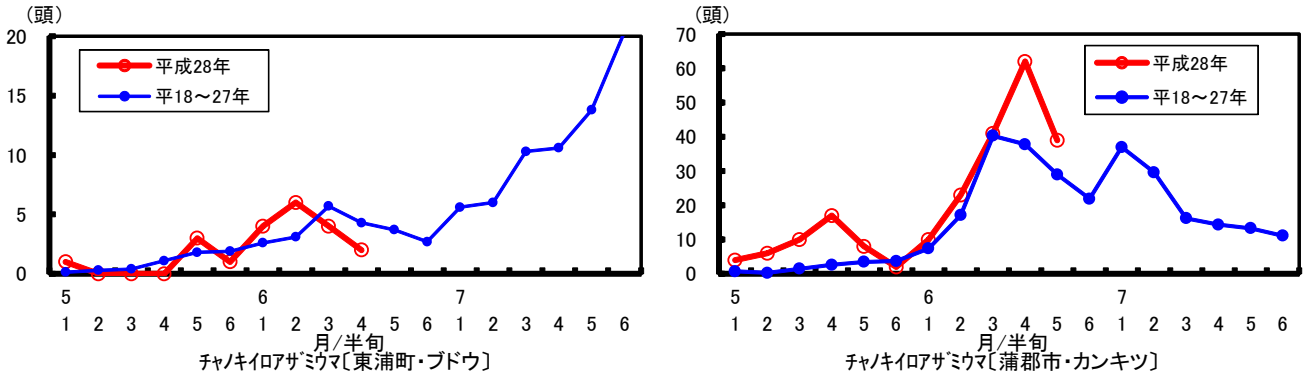 (頭)
20
15
10
5
0
平成28年
平18～27年
5 6 7
1 2 3 4 5 6 1 2 3 4 5 6 1 2 3 4 5 6
月/半旬
ﾁｬﾉｷｲﾛｱｻﾞﾐｳﾏ〔東浦町・ブドウ〕
(頭)
70
60
50
40
30
20
10
0
平成28年
平18～27年
5 6 7
1 2 3 4 5 6 1 2 3 4 5 6 1 2 3 4 5 6
月/半旬
ﾁｬﾉｷｲﾛｱｻﾞﾐｳﾏ〔蒲郡市・カンキツ〕